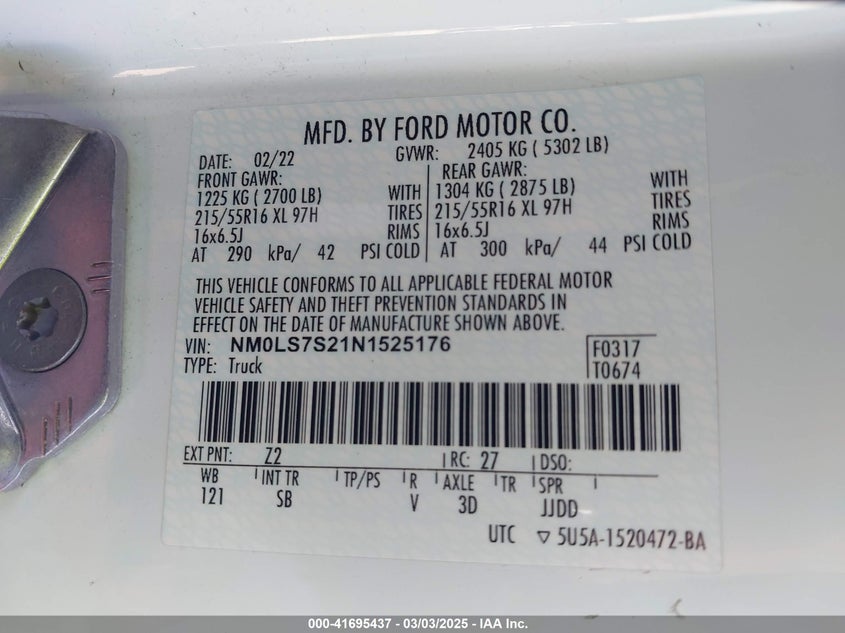 MFD. BY FORD MOTOR CO.
DATE: 02/22 GVWR: 2405 KG ( 5302 LB)
FRONT GAWR: REAR GAWR:
1225 KG ( 2700 LB) WITH 1304 KG ( 2875 LB) WITH
215/55R16 XL 97H TIRES 215/55R16 XL 97H TIRES
16x6.5J RIMS 16x6.5J RIMS
AT 290 kPa/ 42 PSI COLD AT 300 kPa/ 44 PSI COLD
THIS VEHICLE CONFORMS TO ALL APPLICABLE FEDERAL MOTOR
VEHICLE SAFETY AND THEFT PREVENTION STANDARDS IN
EFFECT ON THE DATE OF MANUFACTURE SHOWN ABOVE.
VIN: NM0LS7S21N1525176 F0317
TYPE: Truck T0674
EXT PNT: Z2 RC: 27 DSO:
WB INT TR TP/PS R AXLE TR SPR
121 SB V 3D JJDD
UTC ▽ 5U5A-1520472-BA
000-41695437 - 03/03/2025 - IAA Inc.